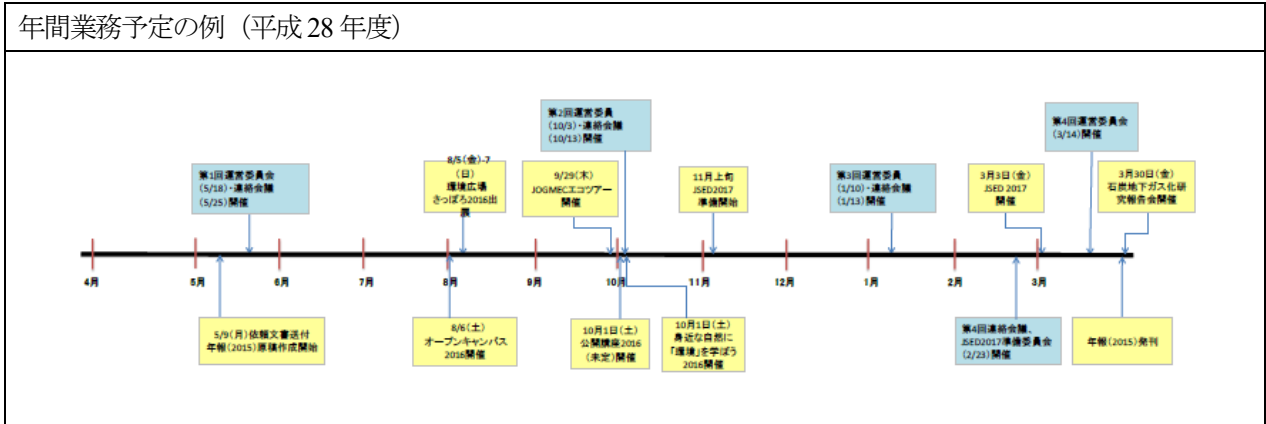 年間業務予定の例（平成28年度）
第2回運営委員
(10/3)・連絡会議
(10/13)開催
第4回運営委員会
(3/14)開催
第1回運営委員会
(5/18)・連絡会議
(5/25)開催
8/5(金)-7
(日)
環境広場
さっぽろ2016出
展
9/29(木)
JOGMECエコツアー
開催
11月上旬
JSED2017
準備開始
第3回運営委員
(1/10)・連絡会議
(1/13)開催
3月3日(金)
JSED 2017
開催
3月30日(金)
石炭地下ガス化研
究報告会開催
4月
5月
6月
7月
8月
9月
10月
11月
12月
1月
2月
3月
5/9(月)依頼文書送付
年報(2015)原稿作成開始
8/6(土)
オープンキャンパス
2016開催
10月1日(土)
公開講座2016
(未定)開催
10月1日(土)
身近な自然に
「環境」を学ぼう
2016開催
第4回連絡会議、
JSED2017準備委員会
(2/23)開催
年報(2015)発刊